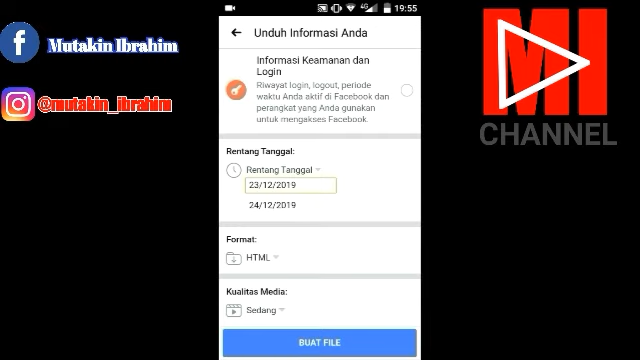 19:55
Unduh Informasi Anda
Mutakin Ibrahim
@mutakin_ibrahim
MI
CHANNEL
Informasi Keamanan dan
Login
Riwayat login, logout, periode
waktu Anda aktif di Facebook dan
perangkat yang Anda gunakan
untuk mengakses Facebook.
Rentang Tanggal:
Rentang Tanggal
23/12/2019
24/12/2019
Format:
HTML
Kualitas Media:
Sedang
BUAT FILE